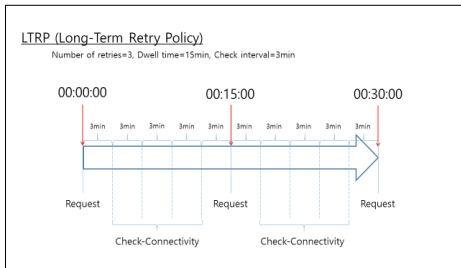 LTRP (Long-Term Retry Policy)
Number of retries=3, Dwell time=15min, Check interval=3min
00:00:00 00:15:00 00:30:00
3min 3min 3min 3min 3min 3min 3min 3min 3min 3min
Request Request Request
Check-Connectivity Check-Connectivity